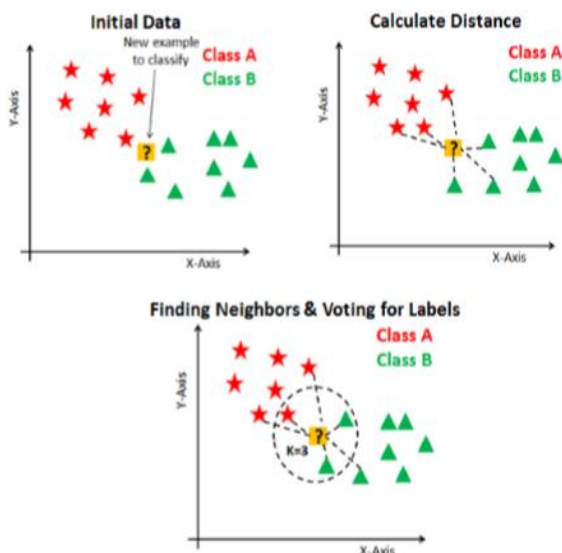 Initial Data
New example
to classify
Class A
Class B
?
Y-Axis
X-Axis
Calculate Distance
Class A
Class B
?
Y-Axis
X-Axis
Finding Neighbors & Voting for Labels
Class A
Class B
?
K=3
Y-Axis
X-Axis